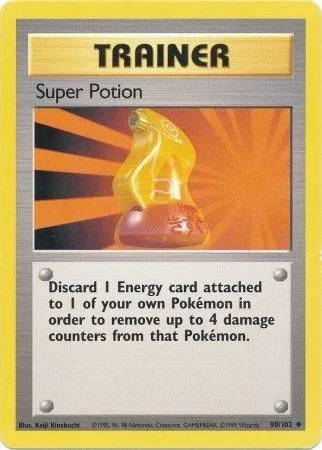 TRAINER
Super Potion
Discard 1 Energy card attached
to 1 of your own Pokémon in
order to remove up to 4 damage
counters from that Pokémon.
Illus. Keiji Kinebuchi ©1995, 96, 98 Nintendo, Creatures, GAMEFREAK. ©1999 Wizards. 90/102 ◆